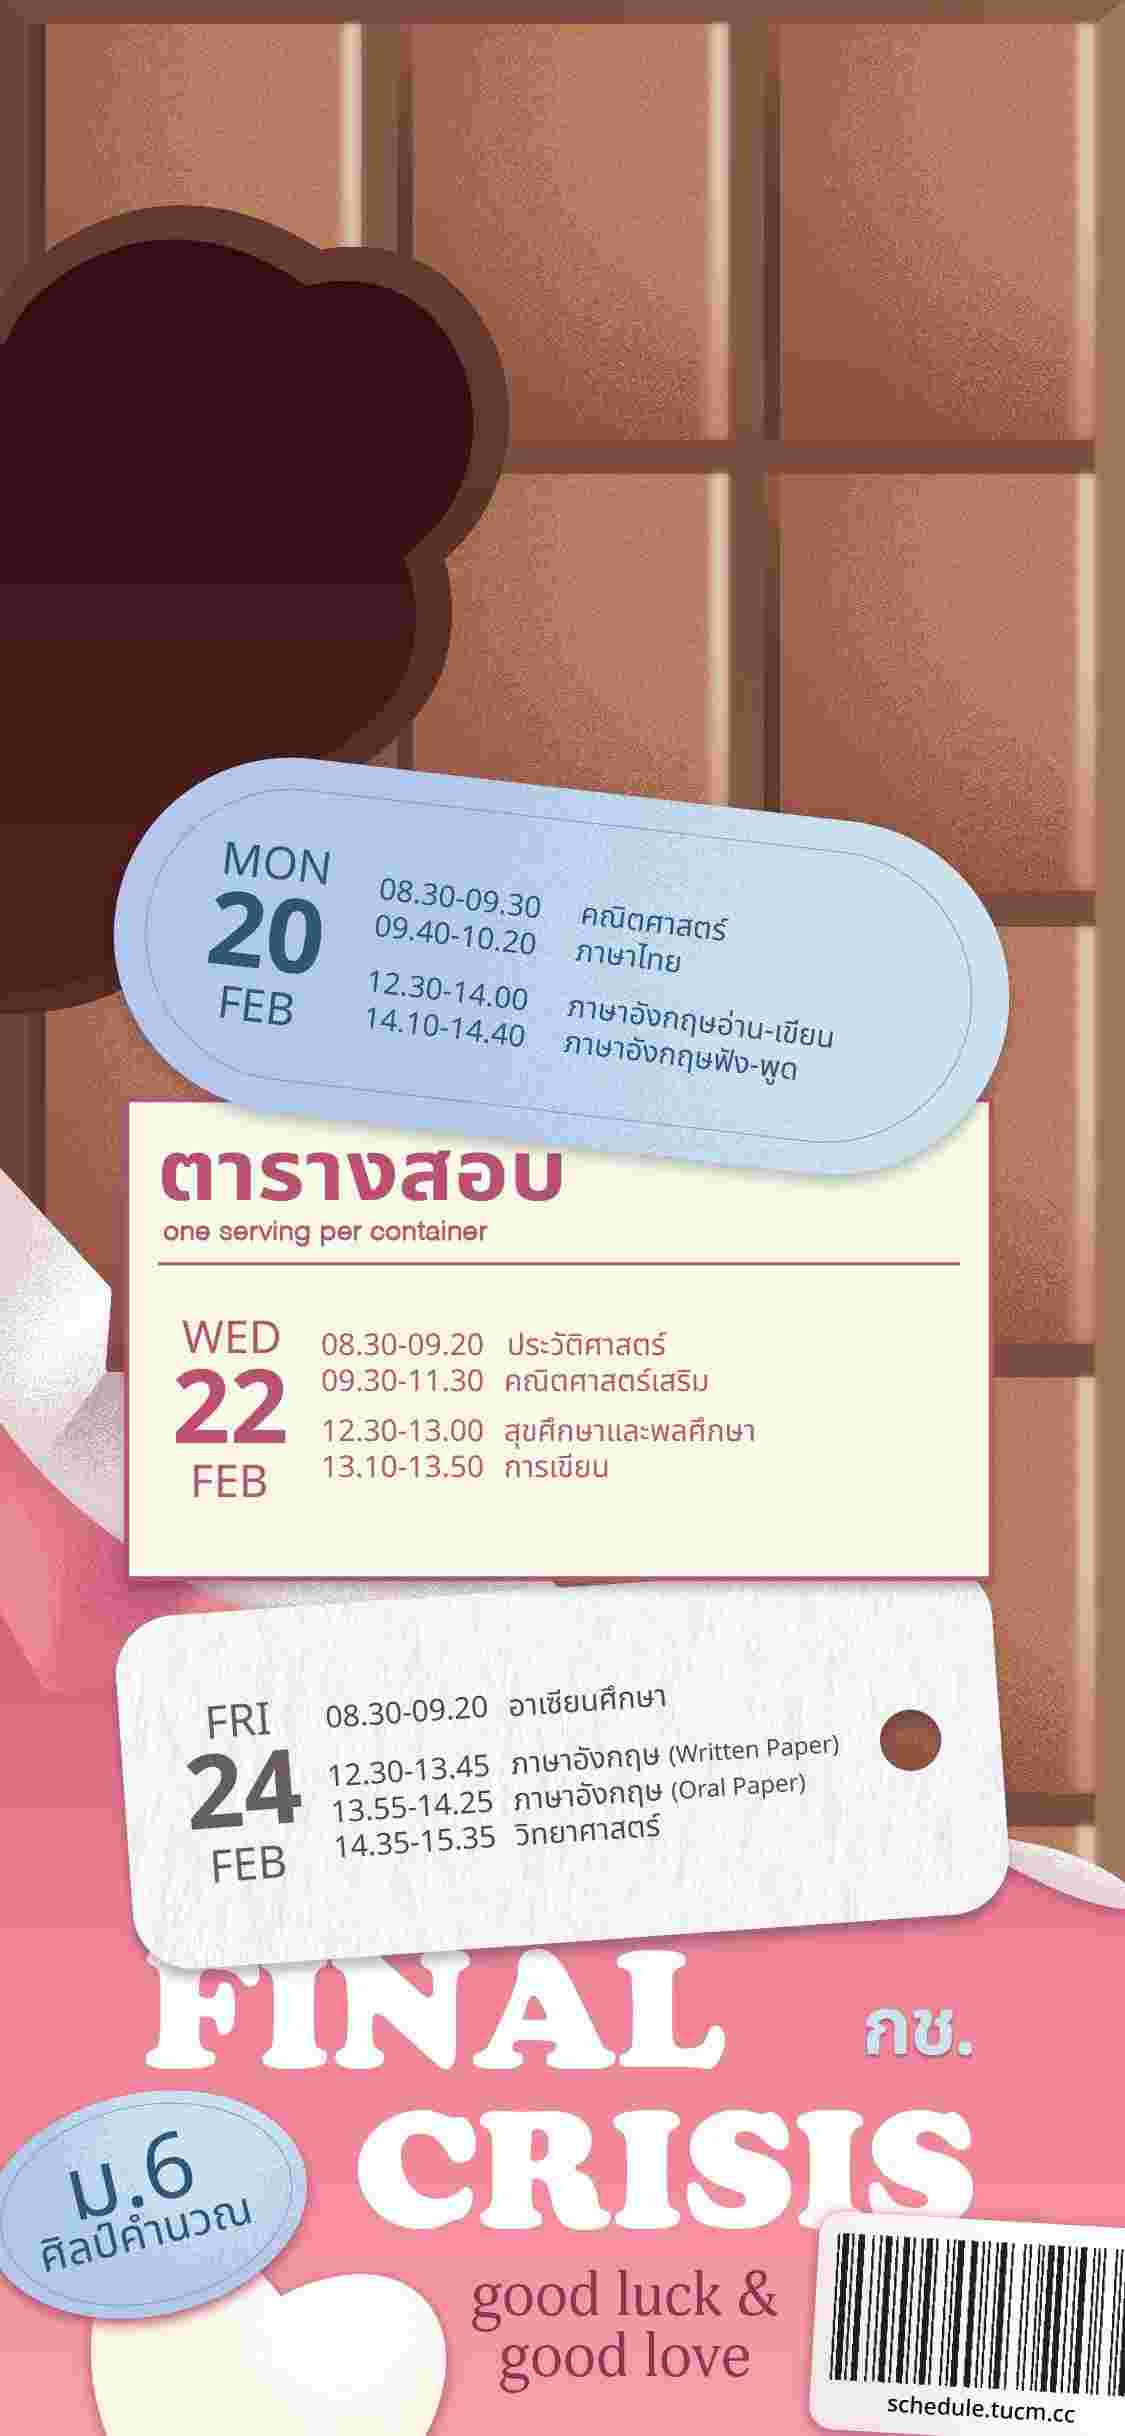 MON
20
FEB
08.30-09.30 คณิตศาสตร์
09.40-10.20 ภาษาไทย
12.30-14.00 ภาษาอังกฤษอ่าน-เขียน
14.10-14.40 ภาษาอังกฤษฟัง-พูด
ตารางสอบ
one serving per container
WED
22
FEB
08.30-09.20 ประวัติศาสตร์
09.30-11.30 คณิตศาสตร์เสริม
12.30-13.00 สุขศึกษาและพลศึกษา
13.10-13.50 การเขียน
FRI
24
FEB
08.30-09.20 อาเซียนศึกษา
12.30-13.45 ภาษาอังกฤษ (Written Paper)
13.55-14.25 ภาษาอังกฤษ (Oral Paper)
14.35-15.35 วิทยาศาสตร์
FINAL
กช.
CRISIS
ม.6
ศิลป์คำนวณ
good luck &
good love
schedule.tucm.cc